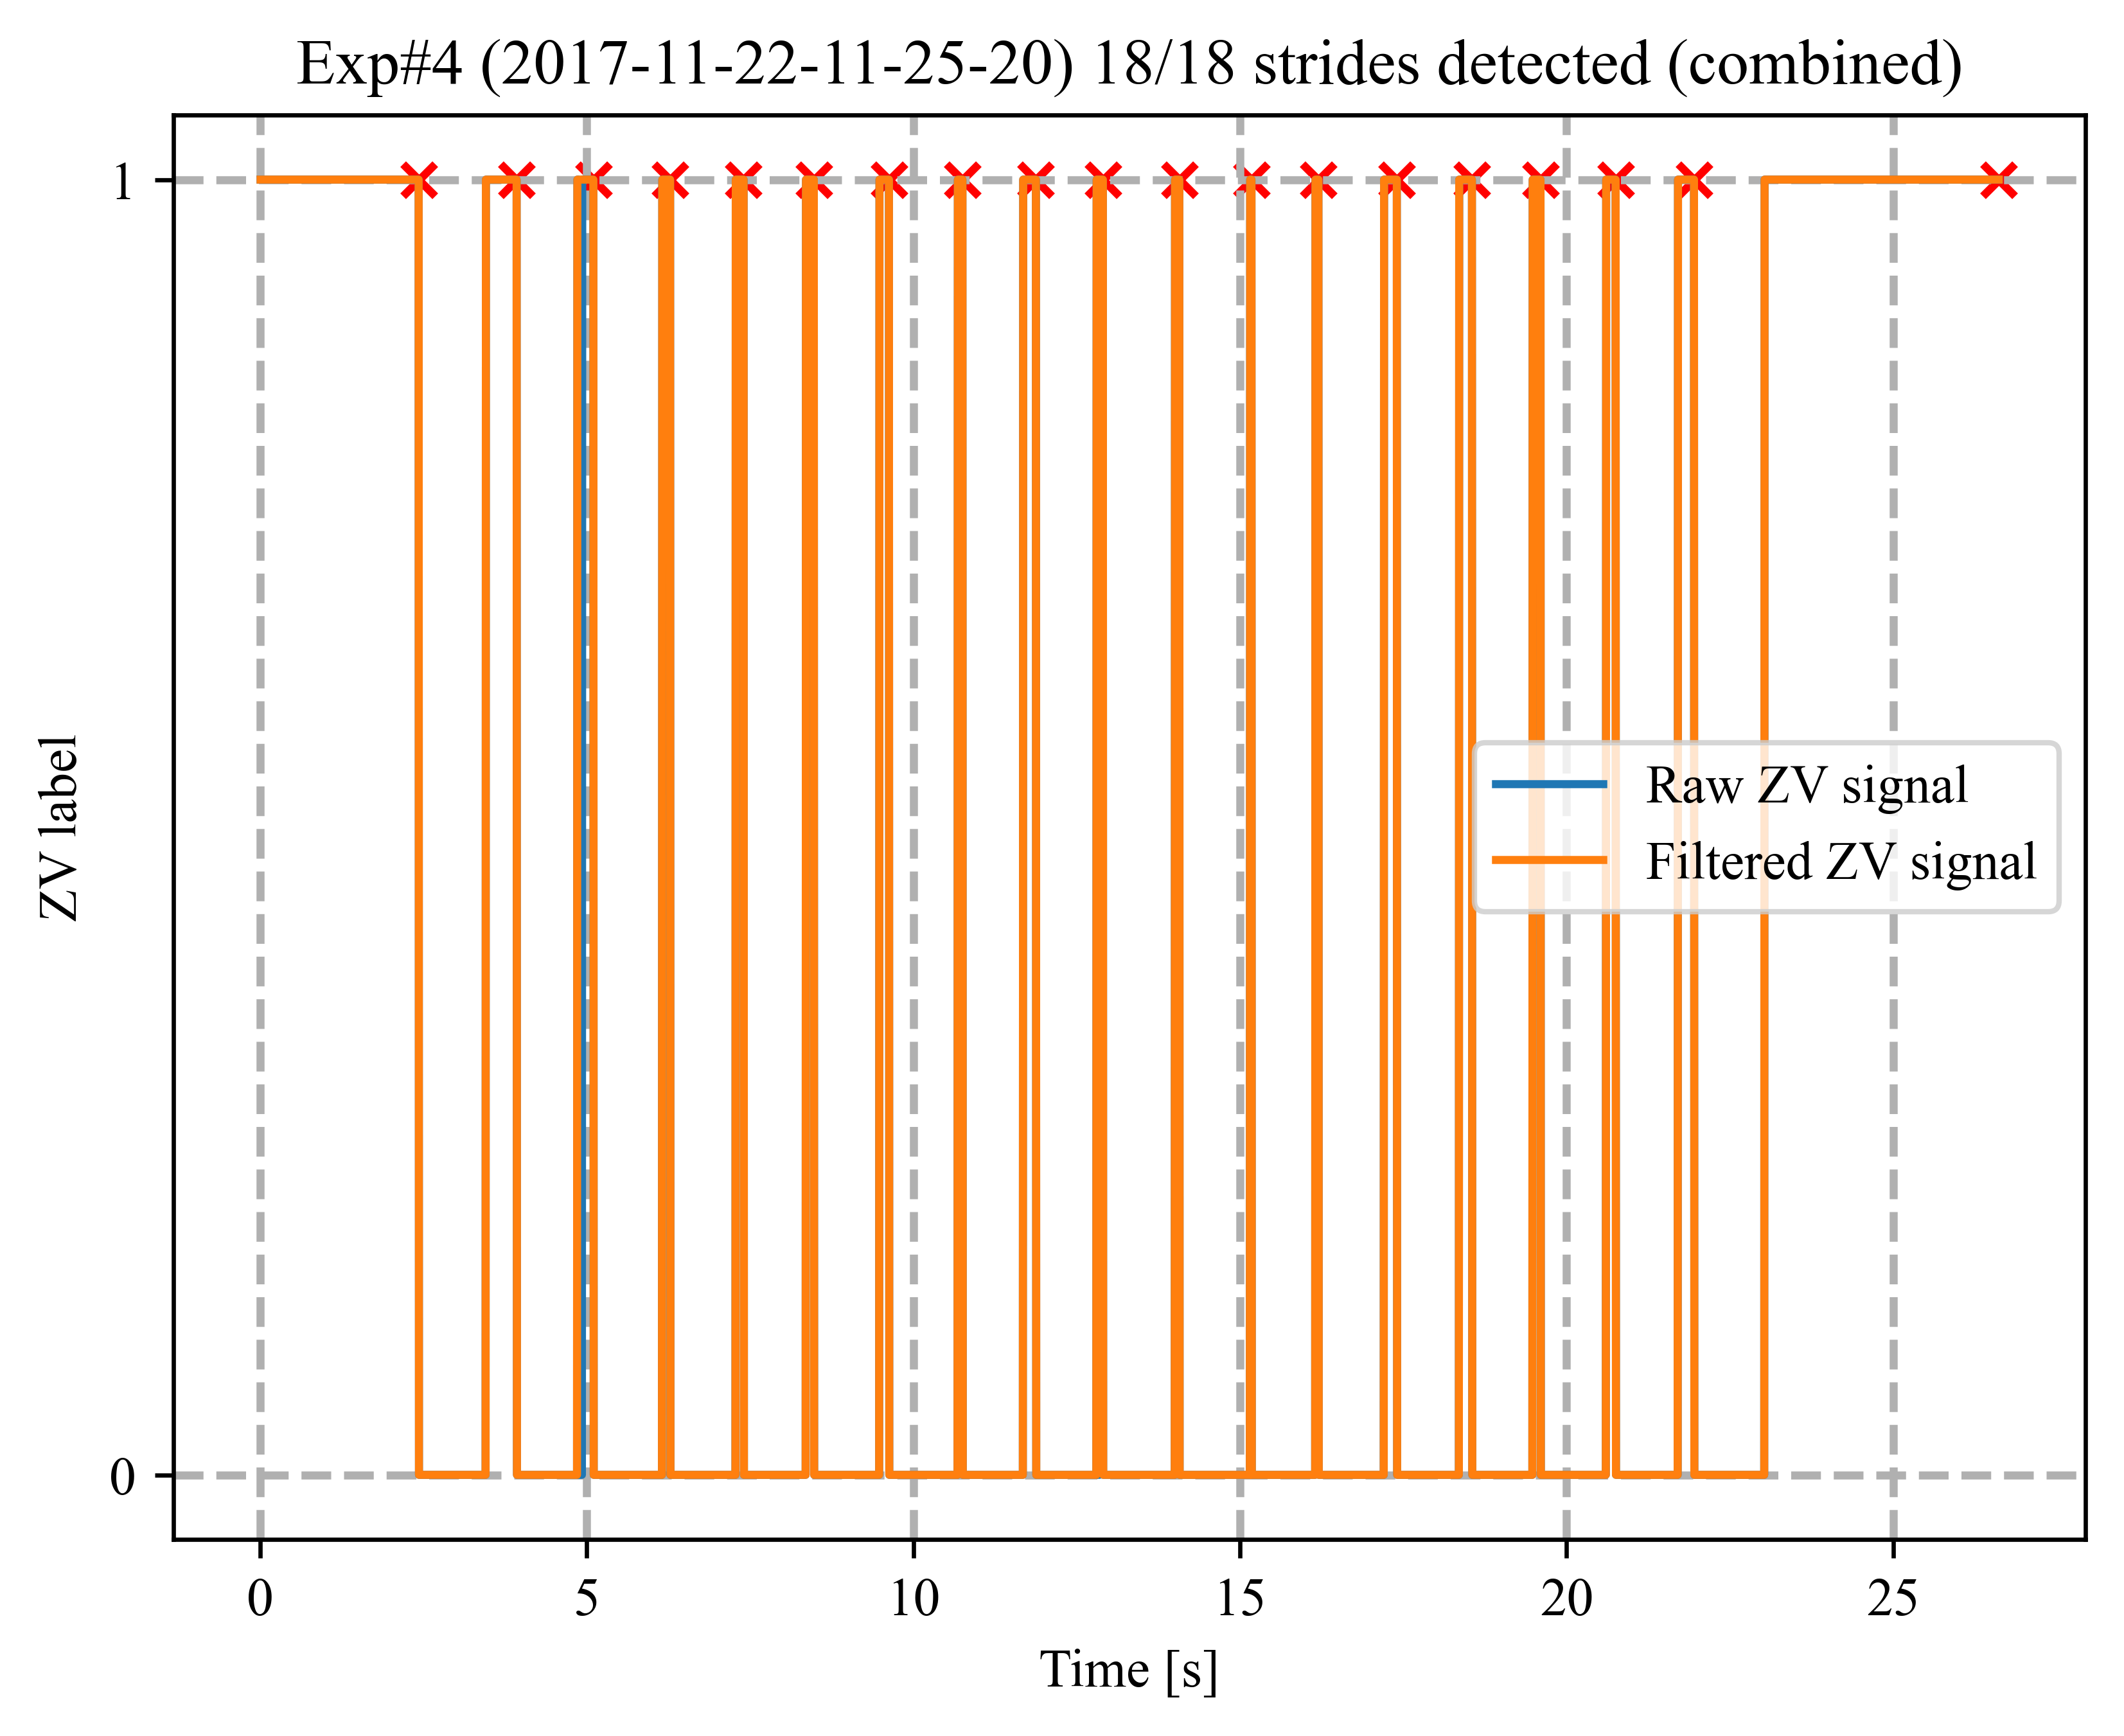 Exp#4 (2017-11-22-11-25-20) 18/18 strides detected (combined)
1
ZV label
Raw ZV signal
Filtered ZV signal
0
0 5 10 15 20 25
Time [s]